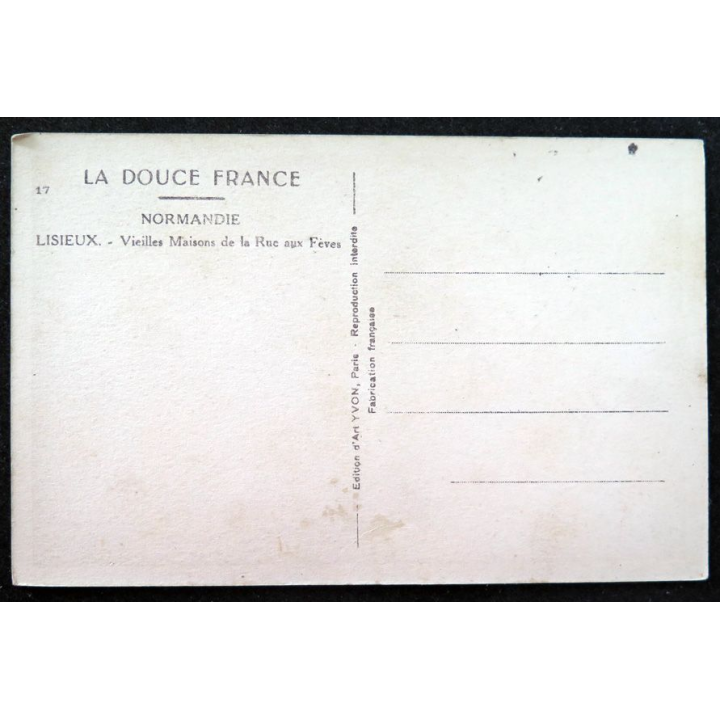 LA DOUCE FRANCE
17
NORMANDIE
LISIEUX. - Vieilles Maisons de la Rue aux Fèves
Edition d'Art YVON, Paris - Reproduction interdite
Fabrication française